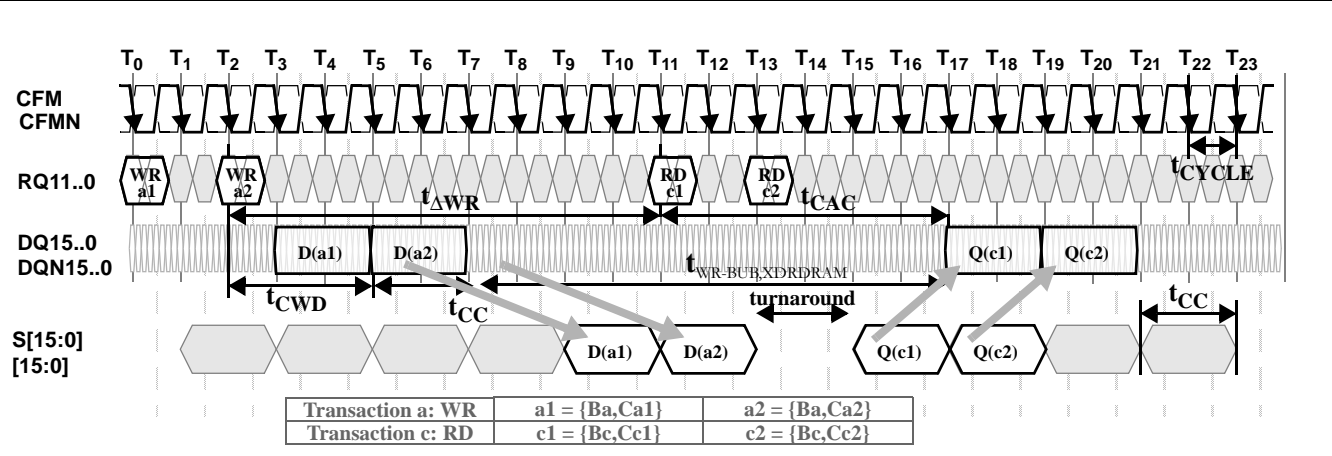 T0 T1 T2 T3 T4 T5 T6 T7 T8 T9 T10 T11 T12 T13 T14 T15 T16 T17 T18 T19 T20 T21 T22 T23
CFM
CFMN
tCYCLE
RQ11..0
WR a1
WR a2
RD c1
RD c2
tΔWR
tCAC
DQ15..0
DQN15..0
D(a1)
D(a2)
Q(c1)
Q(c2)
tWR-BUB,XDRDRAM
tCWD
tCC
turnaround
tCC
S[15:0]
[15:0]
D(a1)
D(a2)
Q(c1)
Q(c2)
Transaction a: WR a1 = {Ba,Ca1} a2 = {Ba,Ca2}
Transaction c: RD c1 = {Bc,Cc1} c2 = {Bc,Cc2}